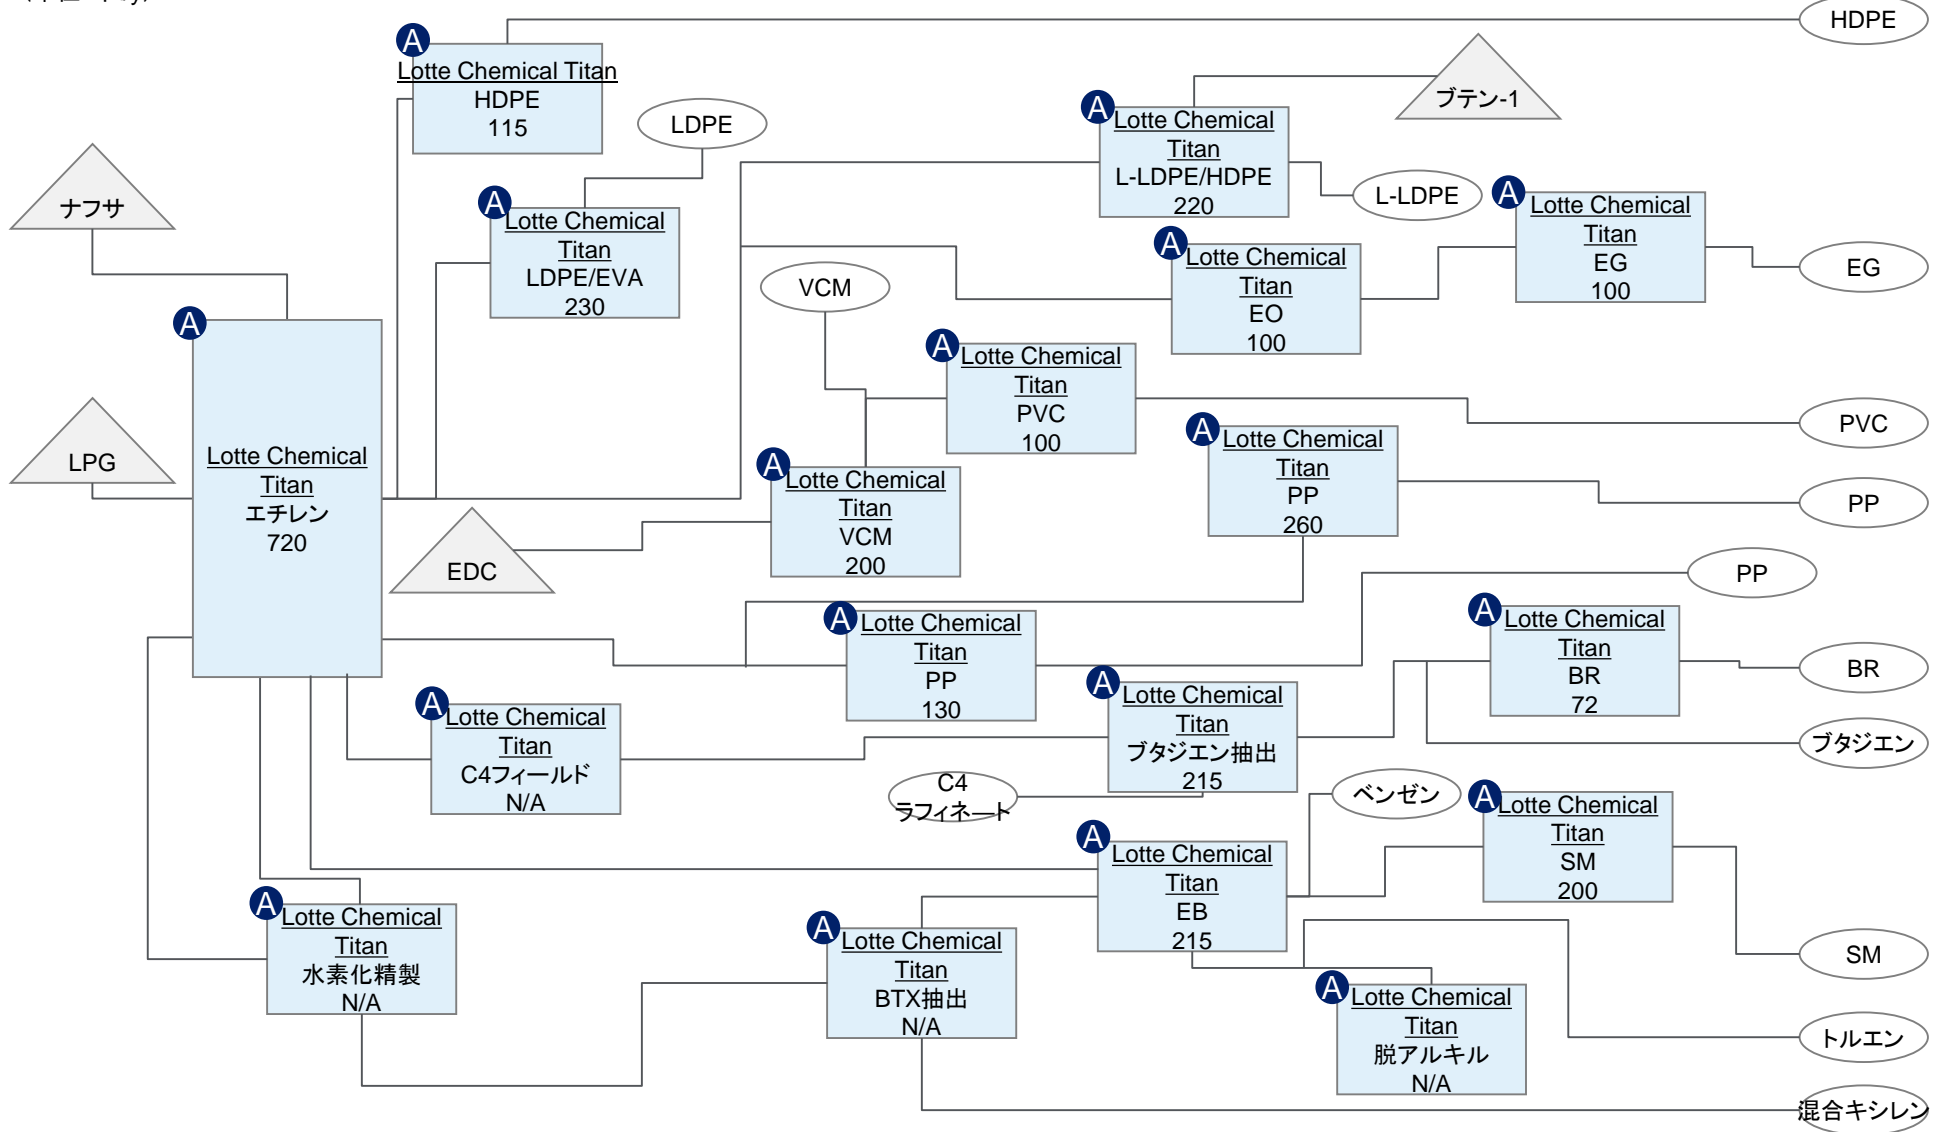 HDPE
A
Lotte Chemical Titan
HDPE
115
ブテン-1
LDPE
A
Lotte Chemical
Titan
L-LDPE/HDPE
220
ナフサ
A
Lotte Chemical
Titan
LDPE/EVA
230
L-LDPE
A
Lotte Chemical
Titan
EG
100
EG
A
Lotte Chemical
Titan
EO
100
VCM
A
Lotte Chemical
Titan
エチレン
720
A
Lotte Chemical
Titan
PVC
100
PVC
LPG
A
Lotte Chemical
Titan
PP
260
PP
A
Lotte Chemical
Titan
VCM
200
EDC
PP
A
Lotte Chemical
Titan
PP
130
A
Lotte Chemical
Titan
BR
72
BR
A
Lotte Chemical
Titan
C4フィールド
N/A
A
Lotte Chemical
Titan
ブタジエン抽出
215
ブタジエン
C4
ラフィネート
ベンゼン
A
Lotte Chemical
Titan
SM
200
A
Lotte Chemical
Titan
EB
215
A
Lotte Chemical
Titan
水素化精製
N/A
A
Lotte Chemical
Titan
BTX抽出
N/A
SM
A
Lotte Chemical
Titan
脱アルキル
N/A
トルエン
混合キシレン